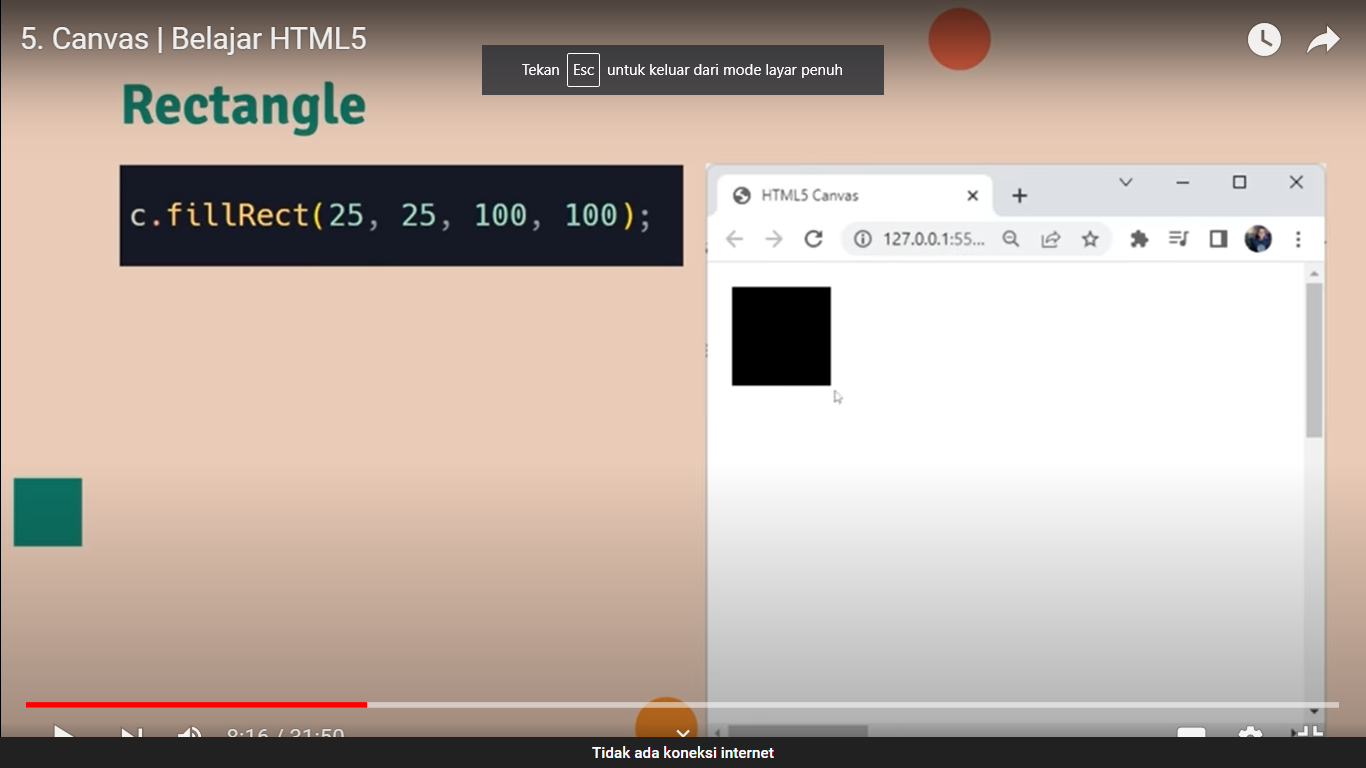 5. Canvas | Belajar HTML5
Tekan Esc untuk keluar dari mode layar penuh
Rectangle
c.fillRect(25, 25, 100, 100);
HTML5 Canvas
127.0.0.1:55...
8:16 / 31:50
Tidak ada koneksi internet